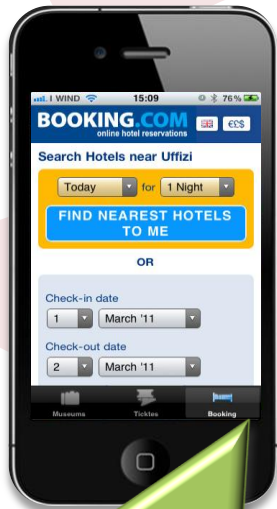 I WIND 15:09 76%
BOOKING.COM €£$
online hotel reservations
Search Hotels near Uffizi
Today for 1 Night
FIND NEAREST HOTELS
TO ME
OR
Check-in date
1 March '11
Check-out date
2 March '11
Museums Ticktes Booking